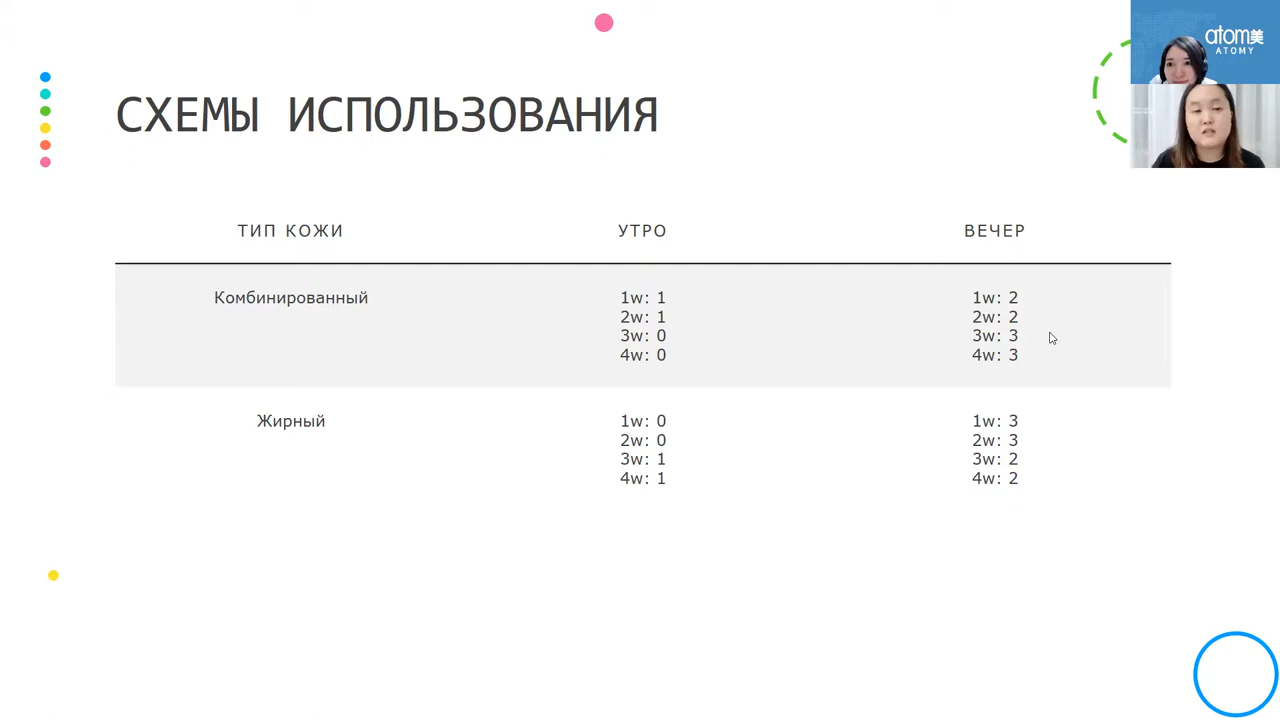 СХЕМЫ ИСПОЛЬЗОВАНИЯ
atom美
ATOMY
ТИП КОЖИ УТРО ВЕЧЕР
Комбинированный 1w: 1 1w: 2
2w: 1 2w: 2
3w: 0 3w: 3
4w: 0 4w: 3
Жирный 1w: 0 1w: 3
2w: 0 2w: 3
3w: 1 3w: 2
4w: 1 4w: 2